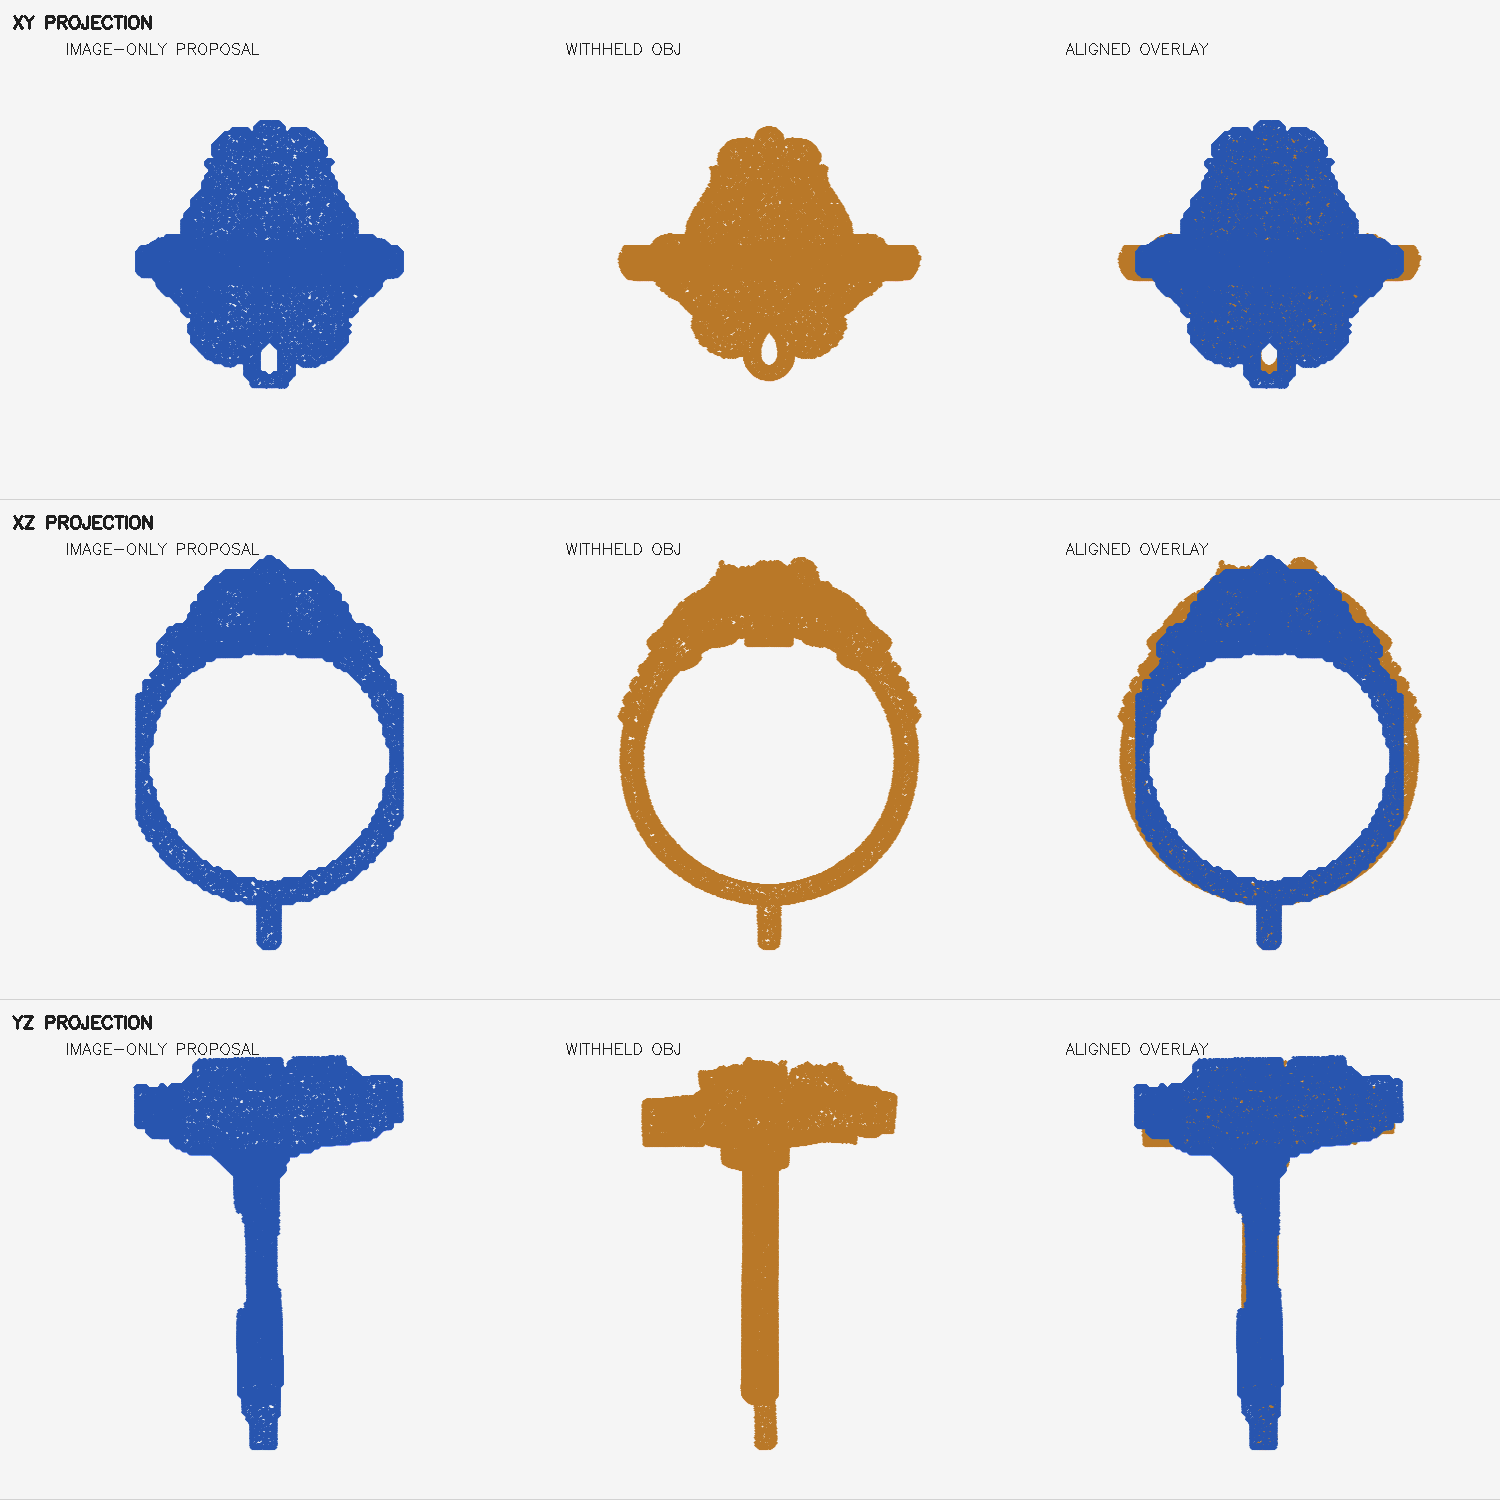 XY PROJECTION
IMAGE-ONLY PROPOSAL
WITHHELD OBJ
ALIGNED OVERLAY
XZ PROJECTION
IMAGE-ONLY PROPOSAL
WITHHELD OBJ
ALIGNED OVERLAY
YZ PROJECTION
IMAGE-ONLY PROPOSAL
WITHHELD OBJ
ALIGNED OVERLAY